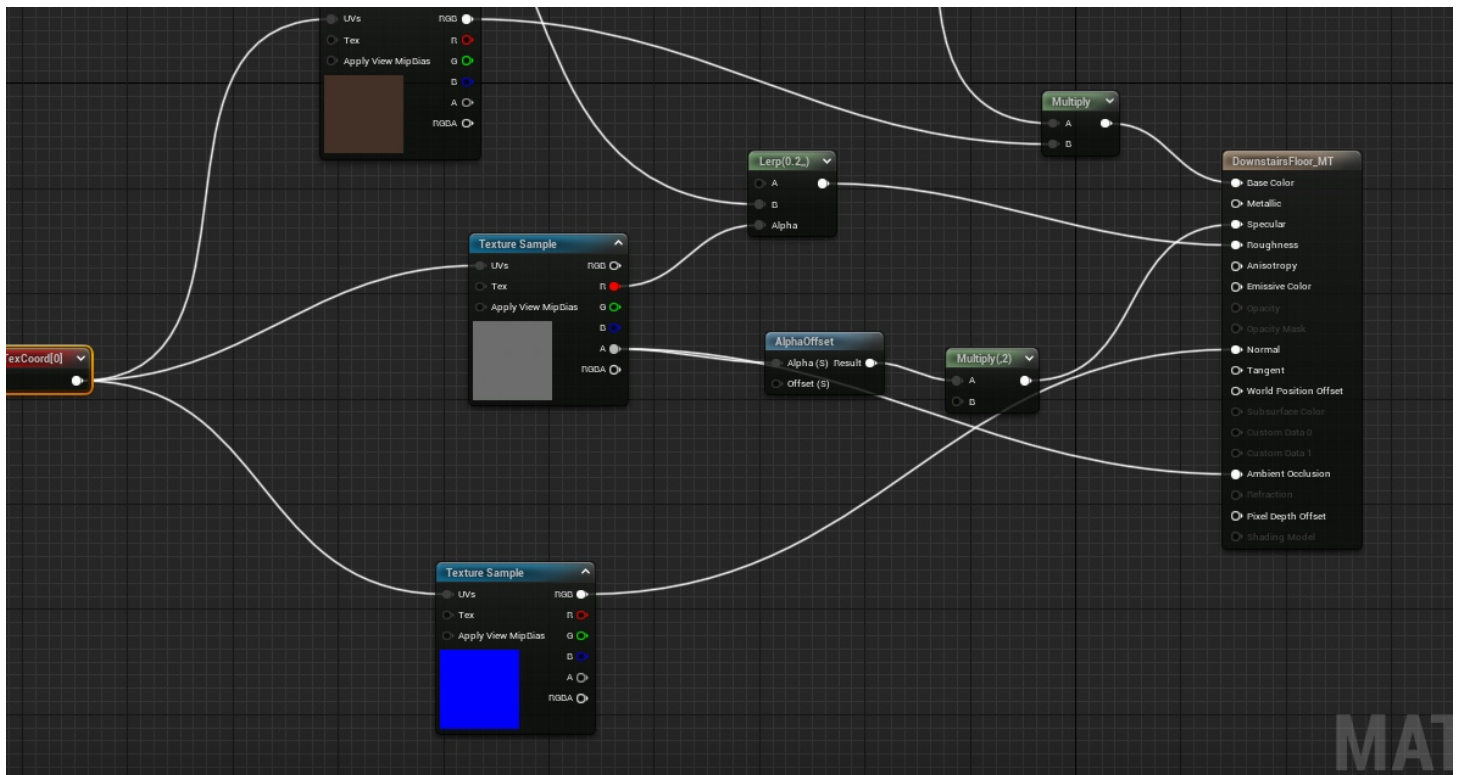 UVs RGB
Tex R
Apply View MipBias G
B
A
RGBA
Multiply
A
B
Lerp(0.2,,)
A
B
Alpha
DownstairsFloor_MT
Base Color
Metallic
Specular
Roughness
Anisotropy
Emissive Color
Opacity
Opacity Mask
Normal
Tangent
World Position Offset
Subsurface Color
Custom Data 0
Custom Data 1
Ambient Occlusion
Refraction
Pixel Depth Offset
Shading Model
Texture Sample
UVs RGB
Tex R
Apply View MipBias G
B
A
RGBA
TexCoord[0]
AlphaOffset
Alpha (S) Result
Offset (S)
Multiply(,2)
A
B
Texture Sample
UVs RGB
Tex R
Apply View MipBias G
B
A
RGBA
MAT